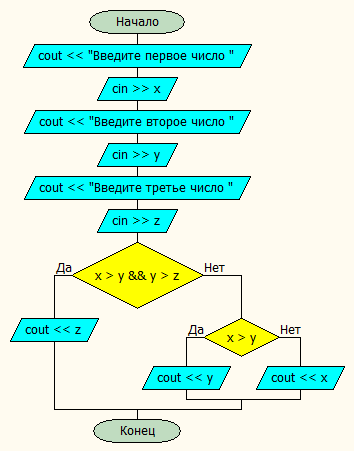 Начало
cout << "Введите первое число "
cin >> x
cout << "Введите второе число "
cin >> y
cout << "Введите третье число "
cin >> z
Да
x > y && y > z
Нет
cout << z
Да
x > y
Нет
cout << y
cout << x
Конец